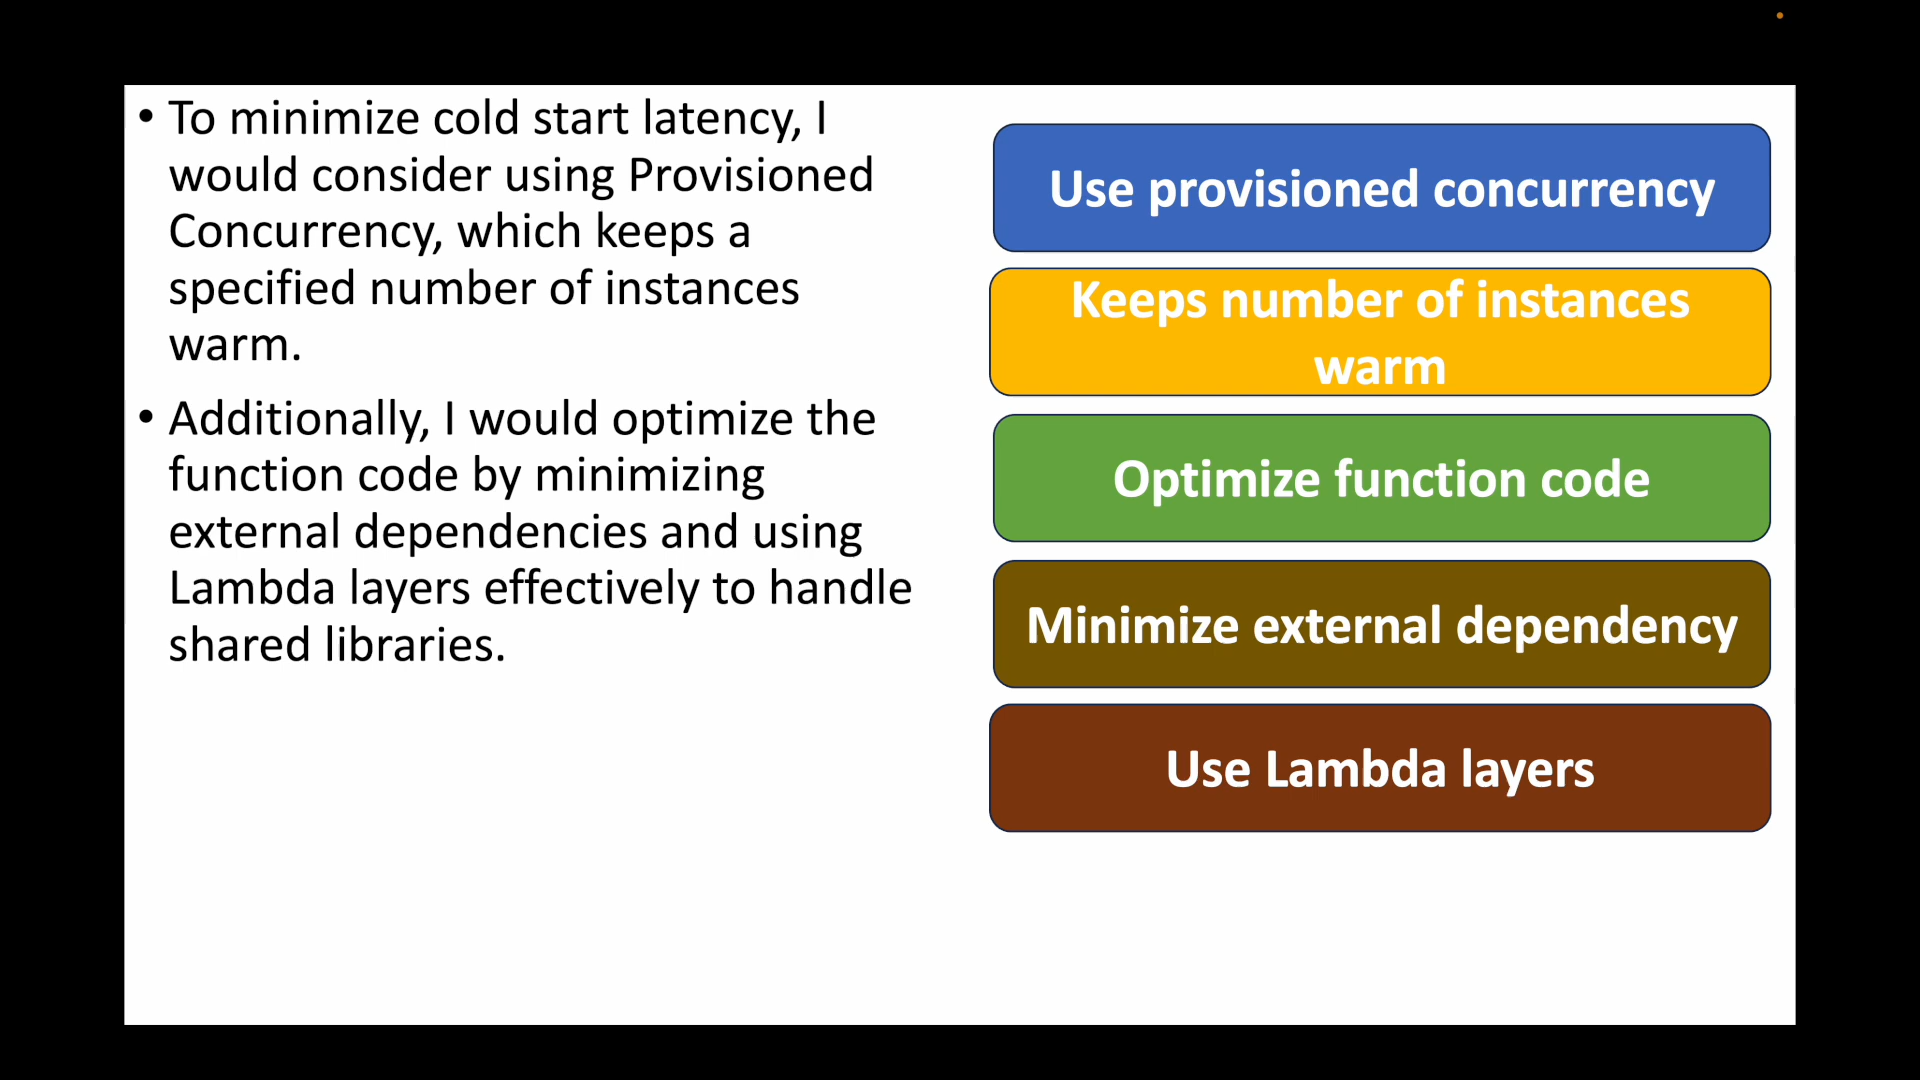 • To minimize cold start latency, I
would consider using Provisioned
Concurrency, which keeps a
specified number of instances
warm.
• Additionally, I would optimize the
function code by minimizing
external dependencies and using
Lambda layers effectively to handle
shared libraries.
Use provisioned concurrency
Keeps number of instances
warm
Optimize function code
Minimize external dependency
Use Lambda layers